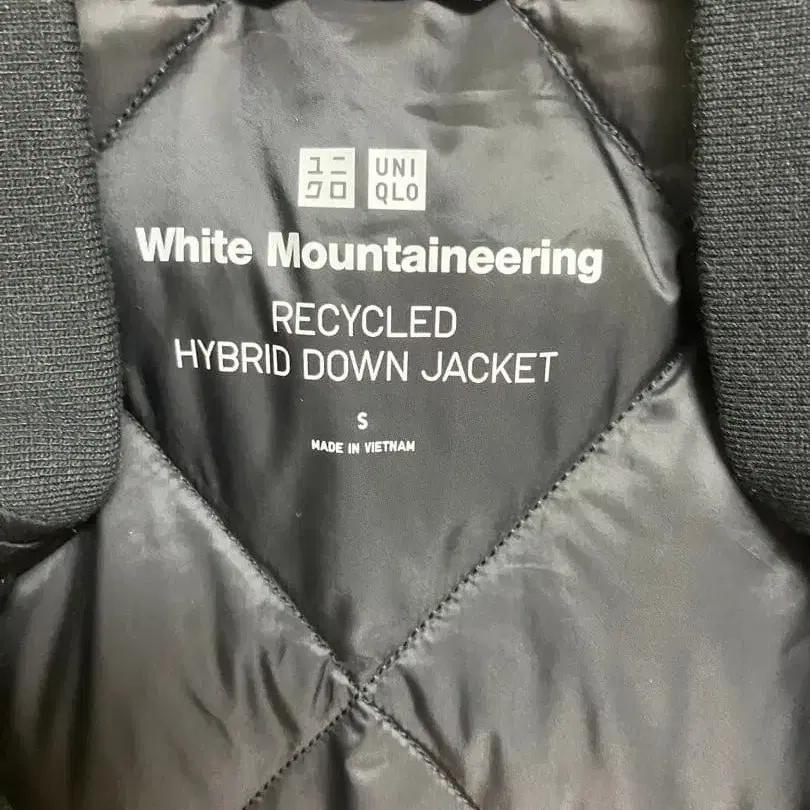 ユニ UNI
クロ QLO
White Mountaineering
RECYCLED
HYBRID DOWN JACKET
S
MADE IN VIETNAM